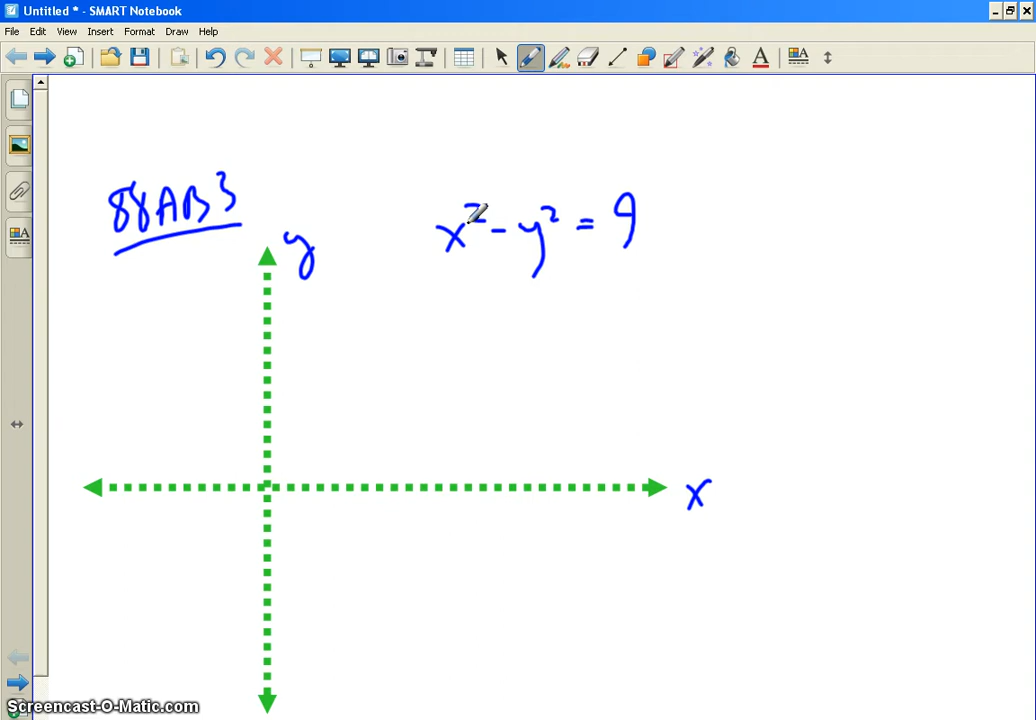 Untitled * - SMART Notebook
File Edit View Insert Format Draw Help
88AB3
x² - y² = 9
y
x
Screencast-O-Matic.com